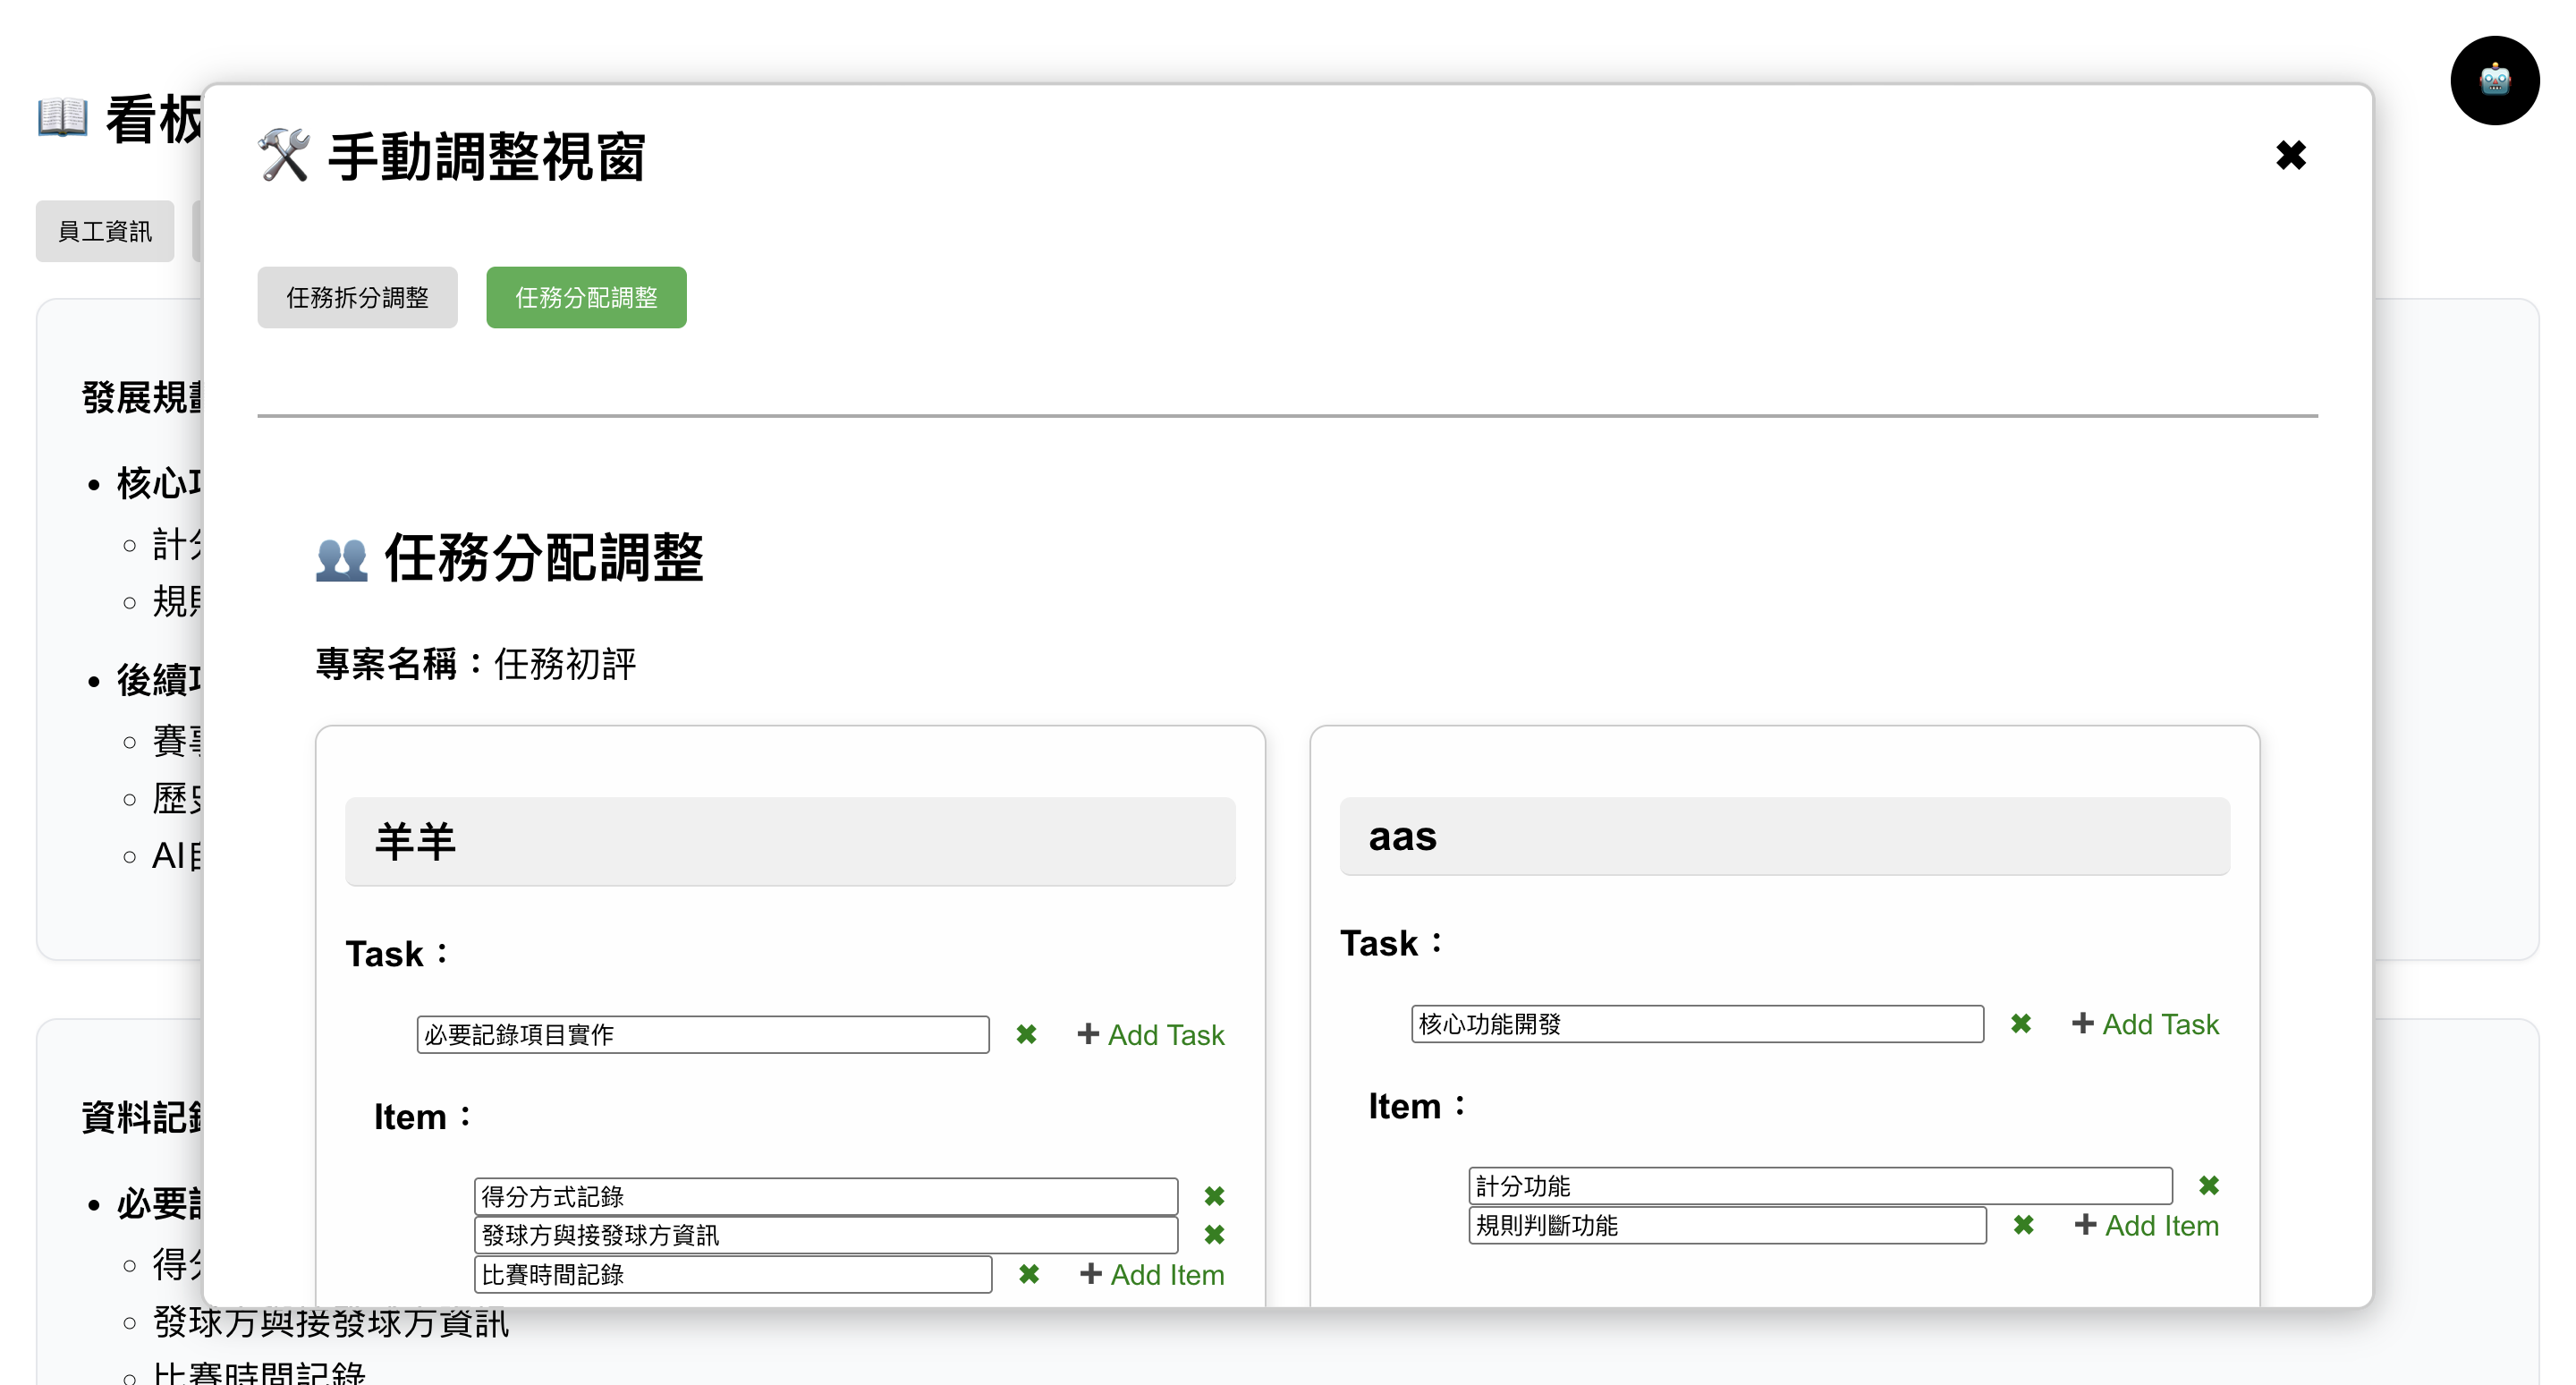 看板
🛠 手動調整視窗 ✖
員工資訊
任務拆分調整 任務分配調整
發展規
核心
計
規
後續
賽
歷
AI
👥 任務分配調整
專案名稱：任務初評
羊羊
Task：
必要記錄項目實作 ✖ ➕ Add Task
Item：
得分方式記錄 ✖
發球方與接發球方資訊 ✖
比賽時間記錄 ✖ ➕ Add Item
aas
Task：
核心功能開發 ✖ ➕ Add Task
Item：
計分功能 ✖
規則判斷功能 ✖ ➕ Add Item
資料記
必要
得
發球方與接發球方資訊
比賽時間記錄